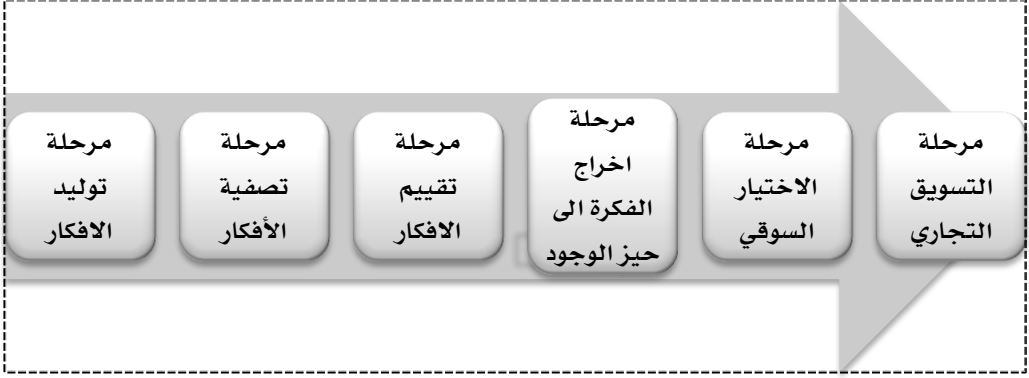 مرحلة
توليد
الافكار
مرحلة
تصفية
الأفكار
مرحلة
تقييم
الافكار
مرحلة
اخراج
الفكرة الى
حيز الوجود
مرحلة
الاختيار
السوقي
مرحلة
التسويق
التجاري